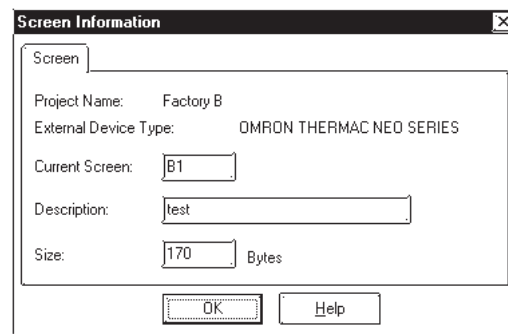 Screen Information
Screen
Project Name: Factory B
External Device Type: OMRON THERMAC NEO SERIES
Current Screen: B1
Description: test
Size: 170 Bytes
OK Help